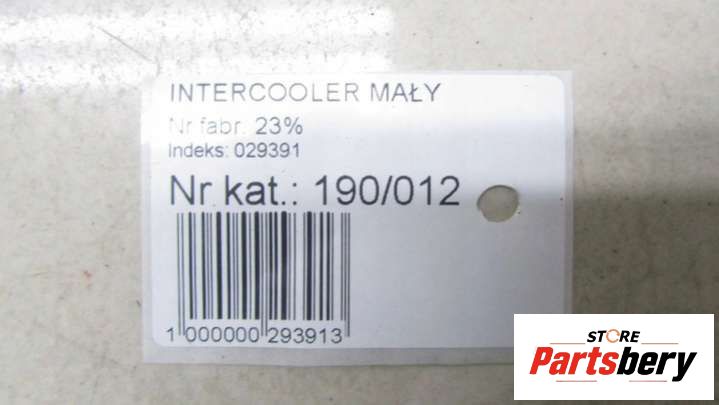 INTERCOOLER MAŁY
Nr fabr. 23%
Indeks: 029391
Nr kat.: 190/012
1 000000 293913
STORE
Partsbery